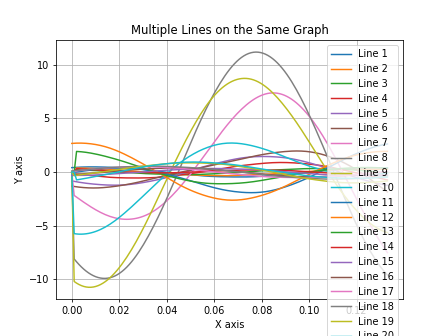 Multiple Lines on the Same Graph
Y axis
10
5
0
−5
−10
0.00
0.02
0.04
0.06
0.08
0.10
X axis
Line 1
Line 2
Line 3
Line 4
Line 5
Line 6
Line 7
Line 8
Line 9
Line 10
Line 11
Line 12
Line 13
Line 14
Line 15
Line 16
Line 17
Line 18
Line 19
Line 20